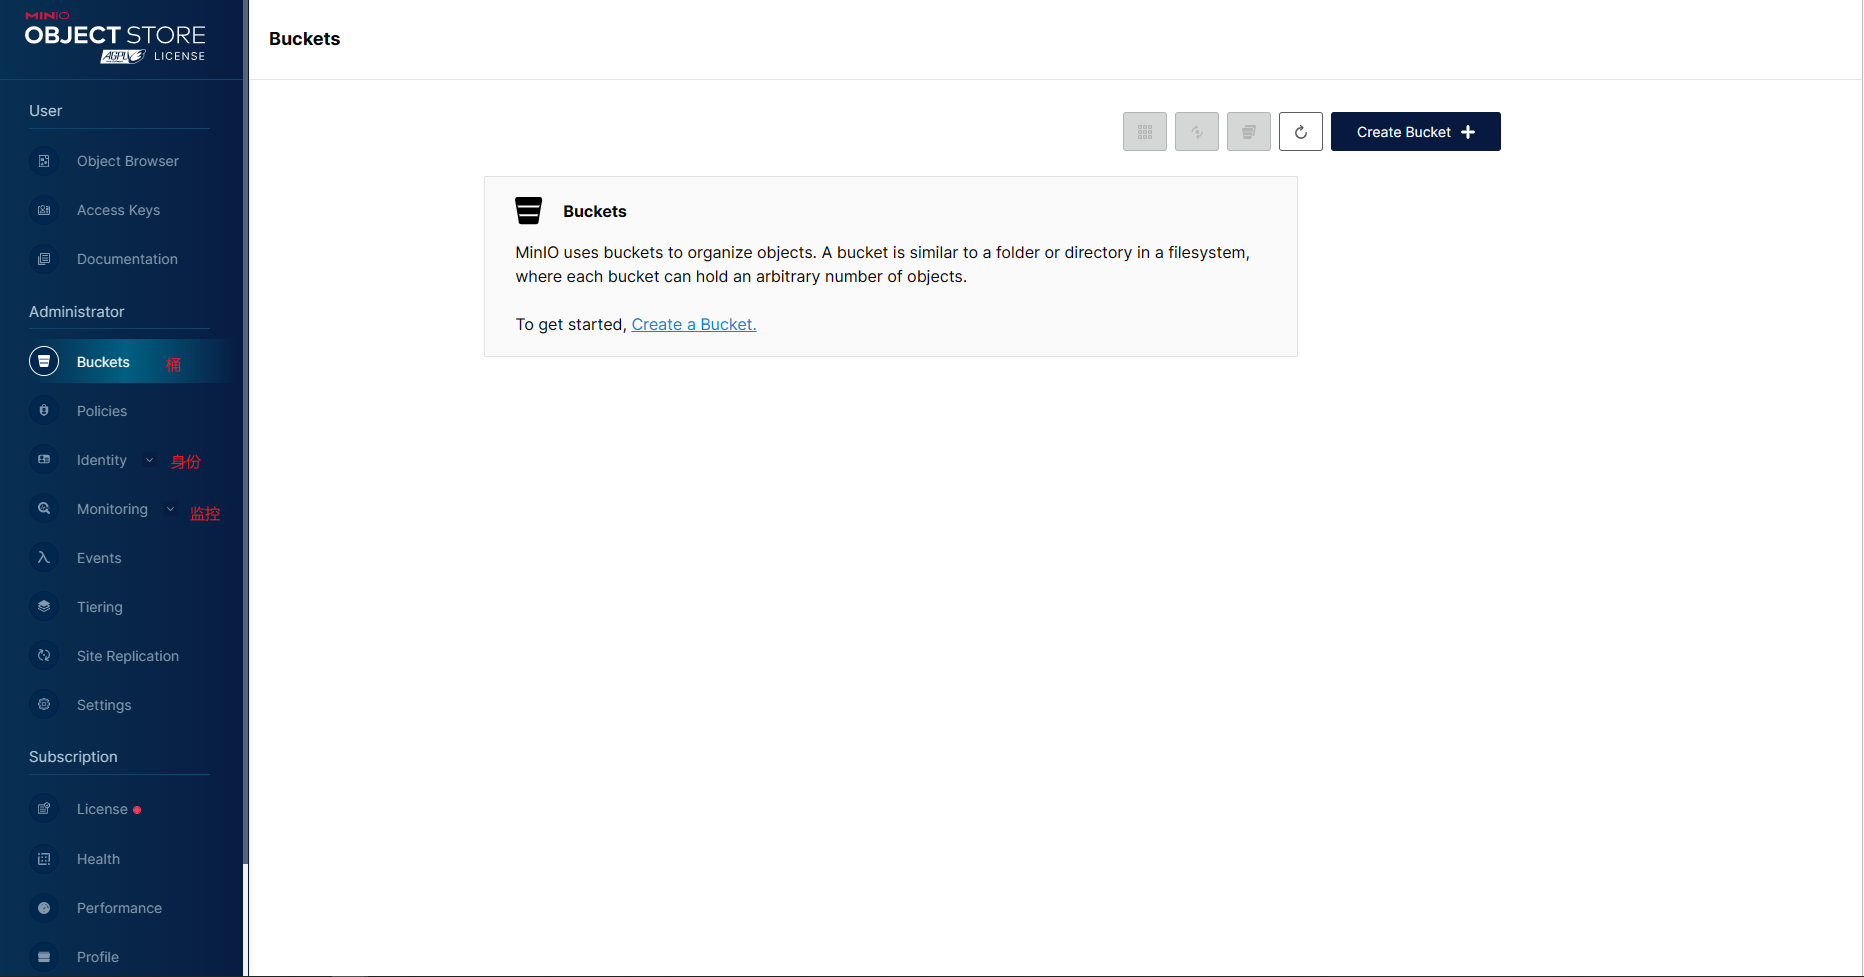 MINIO
OBJECT STORE
AGPLv3 LICENSE
User
Object Browser
Access Keys
Documentation
Administrator
Buckets 桶
Policies
Identity 身份
Monitoring 监控
Events
Tiering
Site Replication
Settings
Subscription
License
Health
Performance
Profile
Buckets
Create Bucket
Buckets
MinIO uses buckets to organize objects. A bucket is similar to a folder or directory in a filesystem,
where each bucket can hold an arbitrary number of objects.
To get started, Create a Bucket.